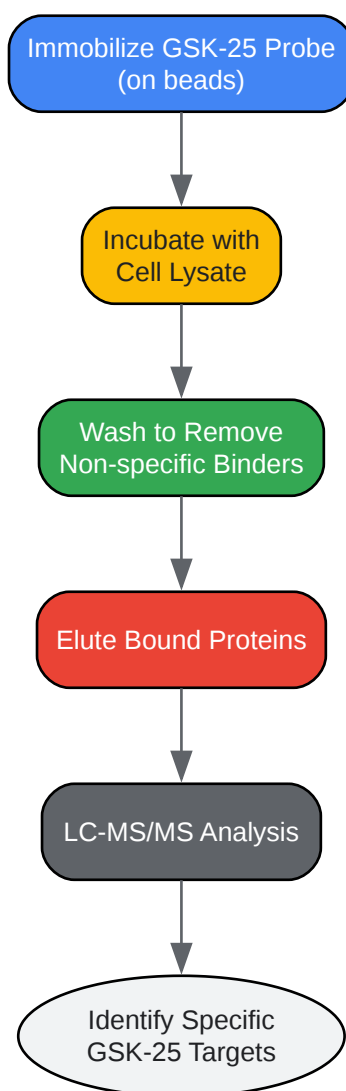 Immobilize GSK-25 Probe
(on beads)
Incubate with
Cell Lysate
Wash to Remove
Non-specific Binders
Elute Bound Proteins
LC-MS/MS Analysis
Identify Specific
GSK-25 Targets